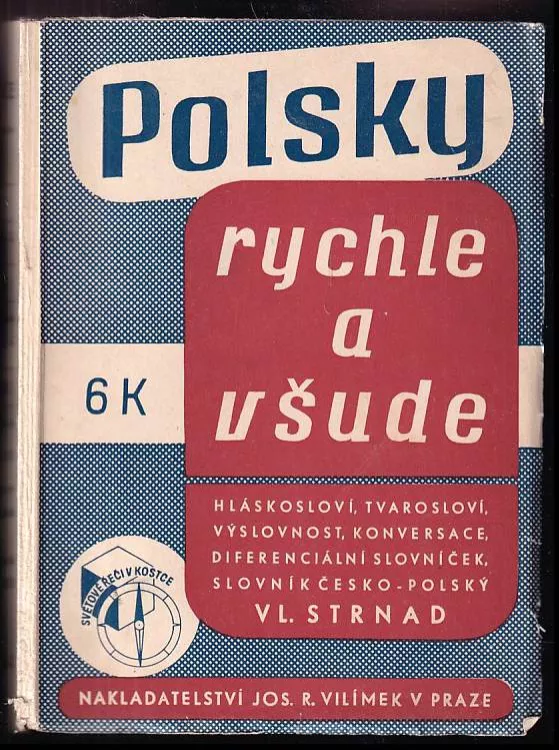 Polsky
rychle
a
všude
6 K
HLÁSKOSLOVÍ, TVAROSLOVÍ,
VÝSLOVNOST, KONVERSACE,
DIFERENCIÁLNÍ SLOVNÍČEK,
SLOVNÍK ČESKO-POLSKÝ
VL. STRNAD
SVĚTOVÉ ŘEČI V KOSTCE
NAKLADATELSTVÍ JOS. R. VILÍMEK V PRAZE